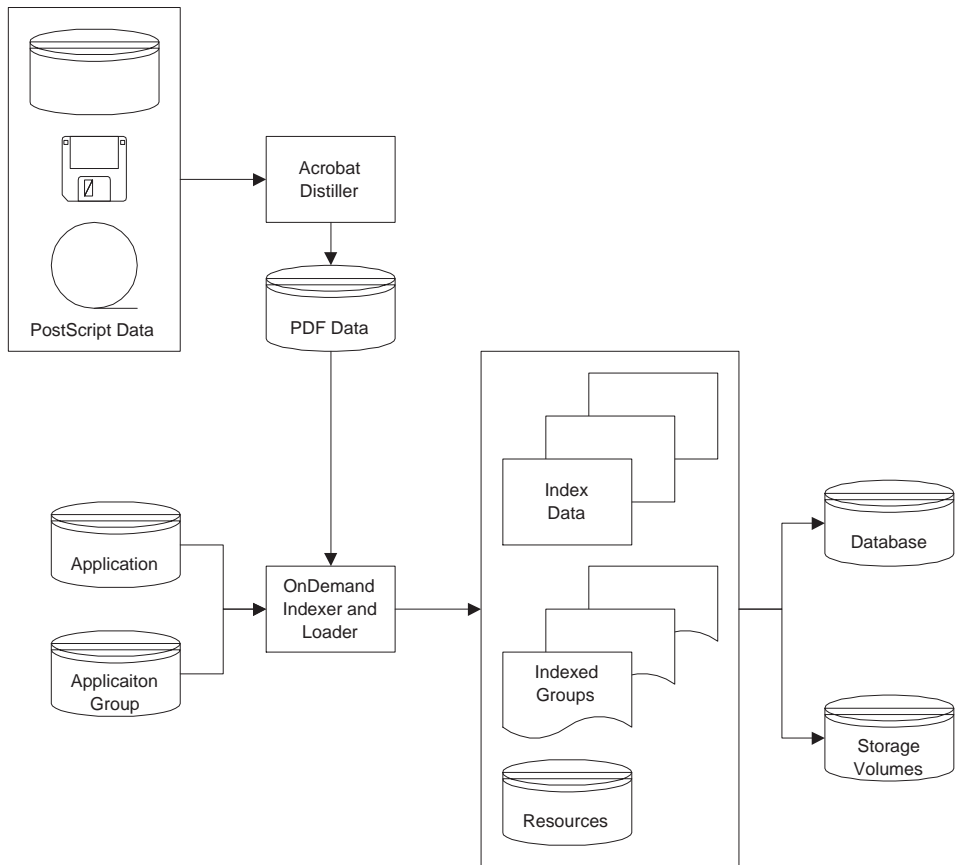 Acrobat
Distiller
PostScript Data
PDF Data
Index
Data
Database
Application
OnDemand
Indexer and
Loader
Applicaiton
Group
Indexed
Groups
Storage
Volumes
Resources